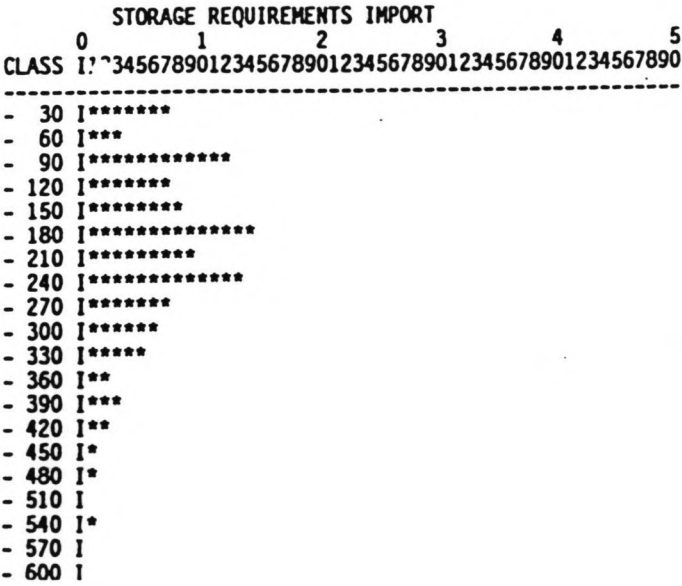 STORAGE REQUIREMENTS IMPORT
0 1 2 3 4 5
CLASS I!"345678901234567890123456789012345678901234567890
------------------------------------------------------------
- 30 I*******
- 60 I***
- 90 I************
- 120 I*******
- 150 I********
- 180 I**************
- 210 I*********
- 240 I*************
- 270 I*******
- 300 I******
- 330 I*****
- 360 I**
- 390 I***
- 420 I**
- 450 I*
- 480 I*
- 510 I
- 540 I*
- 570 I
- 600 I